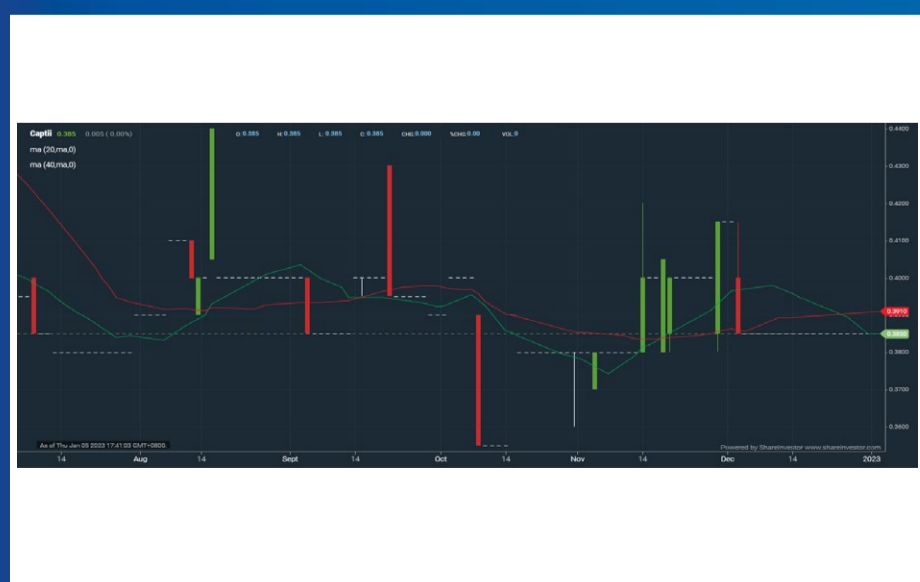 Captii 0.385 0.005 ( 0.00%) O:0.385 H:0.385 L: 0.385 C:0.385 CHG:0.000 %CHG:0.00 VOL:0
ma (20,ma,0)
ma (40,ma,0)
0.4400
0.4300
0.4200
0.4100
0.4000
0.3910
0.3850
0.3800
0.3700
0.3600
As of Thu Jan 05 2023 17:41:03 GMT+0800.
Powered by ShareInvestor www.shareinvestor.com
14 Aug 14 Sept 14 Oct 14 Nov 14 Dec 14 2023